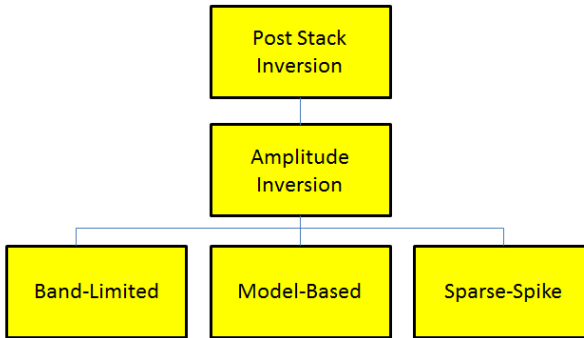 Post Stack
Inversion
Amplitude
Inversion
Band-Limited
Model-Based
Sparse-Spike